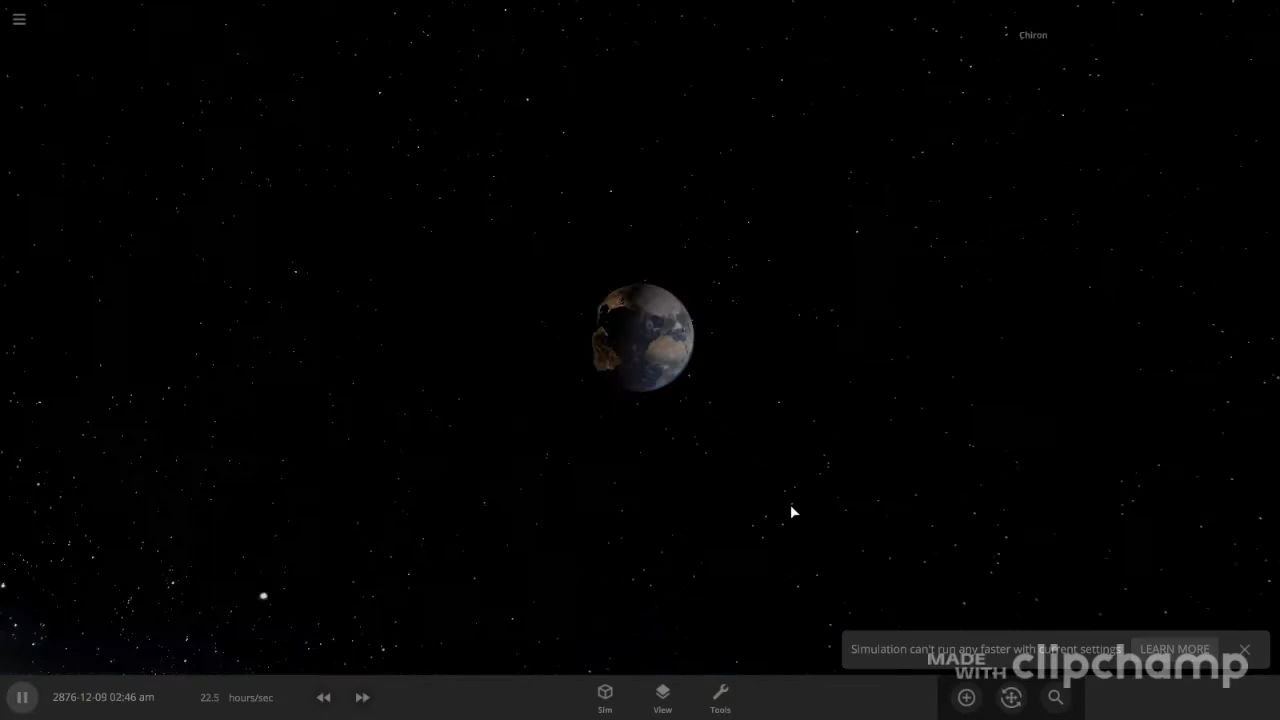 Chiron
Simulation can't run any faster with current settings
LEARN MORE
MADE WITH clipchamp
2876-12-09 02:46 am
22.5 hours/sec
Sim
View
Tools